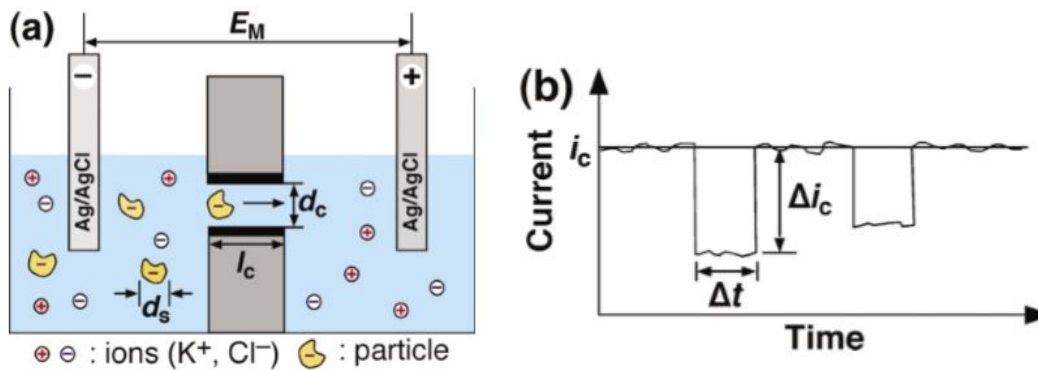 (a)
E_M
−
+
Ag/AgCl
Ag/AgCl
d_c
l_c
d_s
: ions (K⁺, Cl⁻) : particle
(b)
Current
i_c
Δi_c
Δt
Time